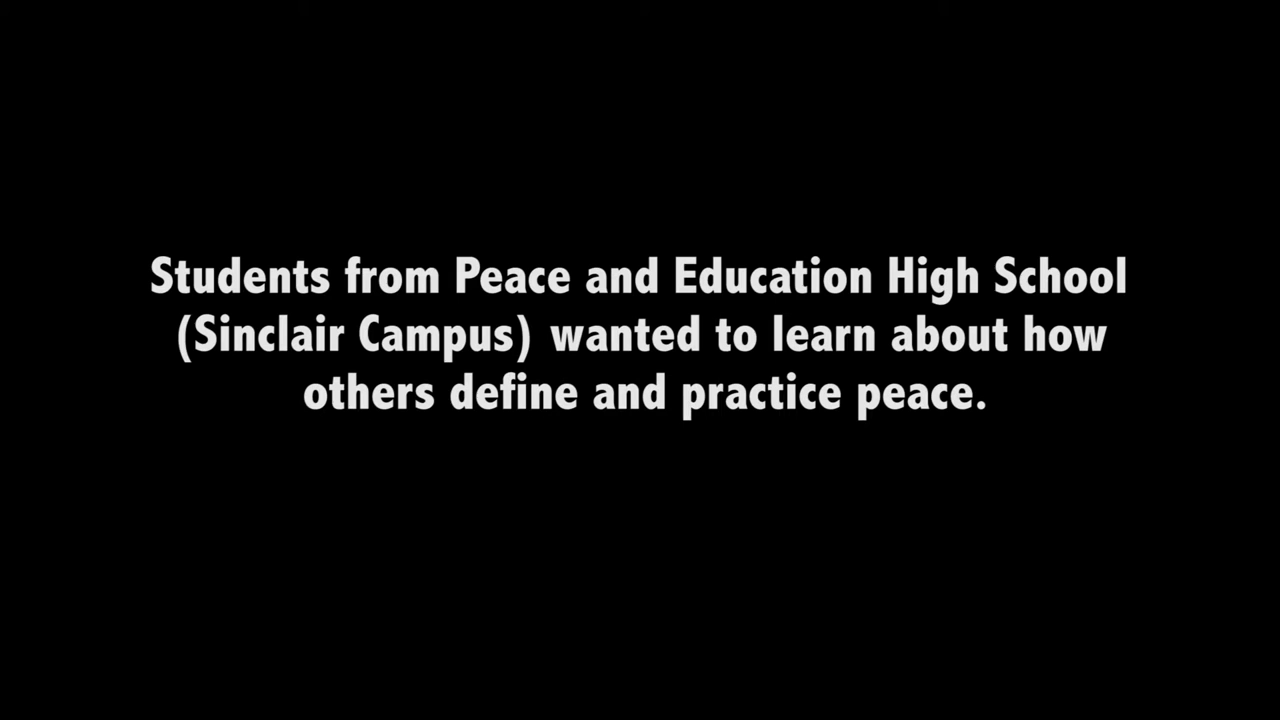 Students from Peace and Education High School
(Sinclair Campus) wanted to learn about how
others define and practice peace.